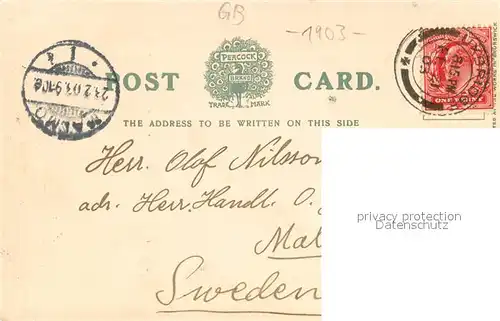 GB
-1903-
PEACOCK
BRAND
POST CARD.
TRADE MARK
ONE PENNY
THE ADDRESS TO BE WRITTEN ON THIS SIDE
MALMÖ
Herr. Olof Nilsson
adr. Herr. Handl. O.
privacy protection
Datenschutz
Mal
Sweden